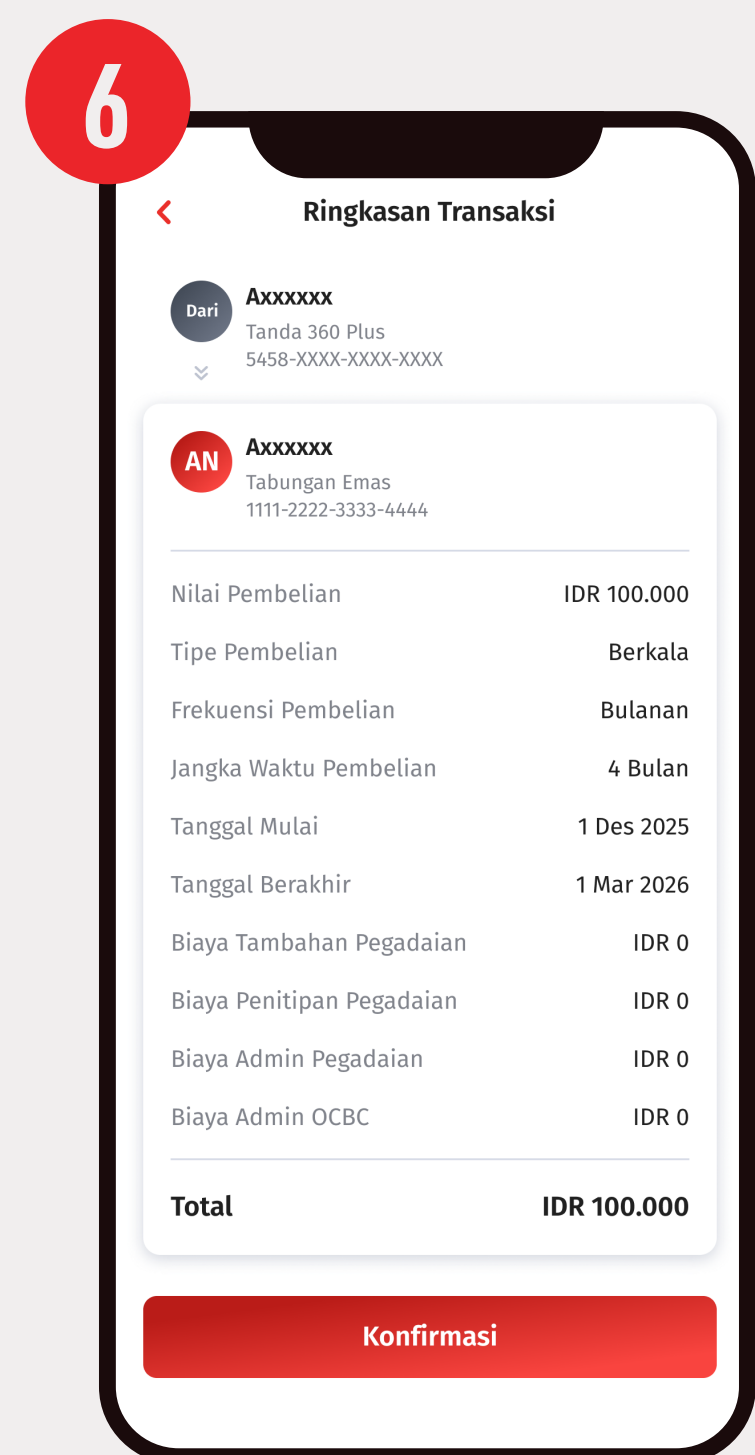 6
Ringkasan Transaksi
Dari
Axxxxxx
Tanda 360 Plus
5458-XXXX-XXXX-XXXX
AN
Axxxxxx
Tabungan Emas
1111-2222-3333-4444
Nilai Pembelian IDR 100.000
Tipe Pembelian Berkala
Frekuensi Pembelian Bulanan
Jangka Waktu Pembelian 4 Bulan
Tanggal Mulai 1 Des 2025
Tanggal Berakhir 1 Mar 2026
Biaya Tambahan Pegadaian IDR 0
Biaya Penitipan Pegadaian IDR 0
Biaya Admin Pegadaian IDR 0
Biaya Admin OCBC IDR 0
Total IDR 100.000
Konfirmasi